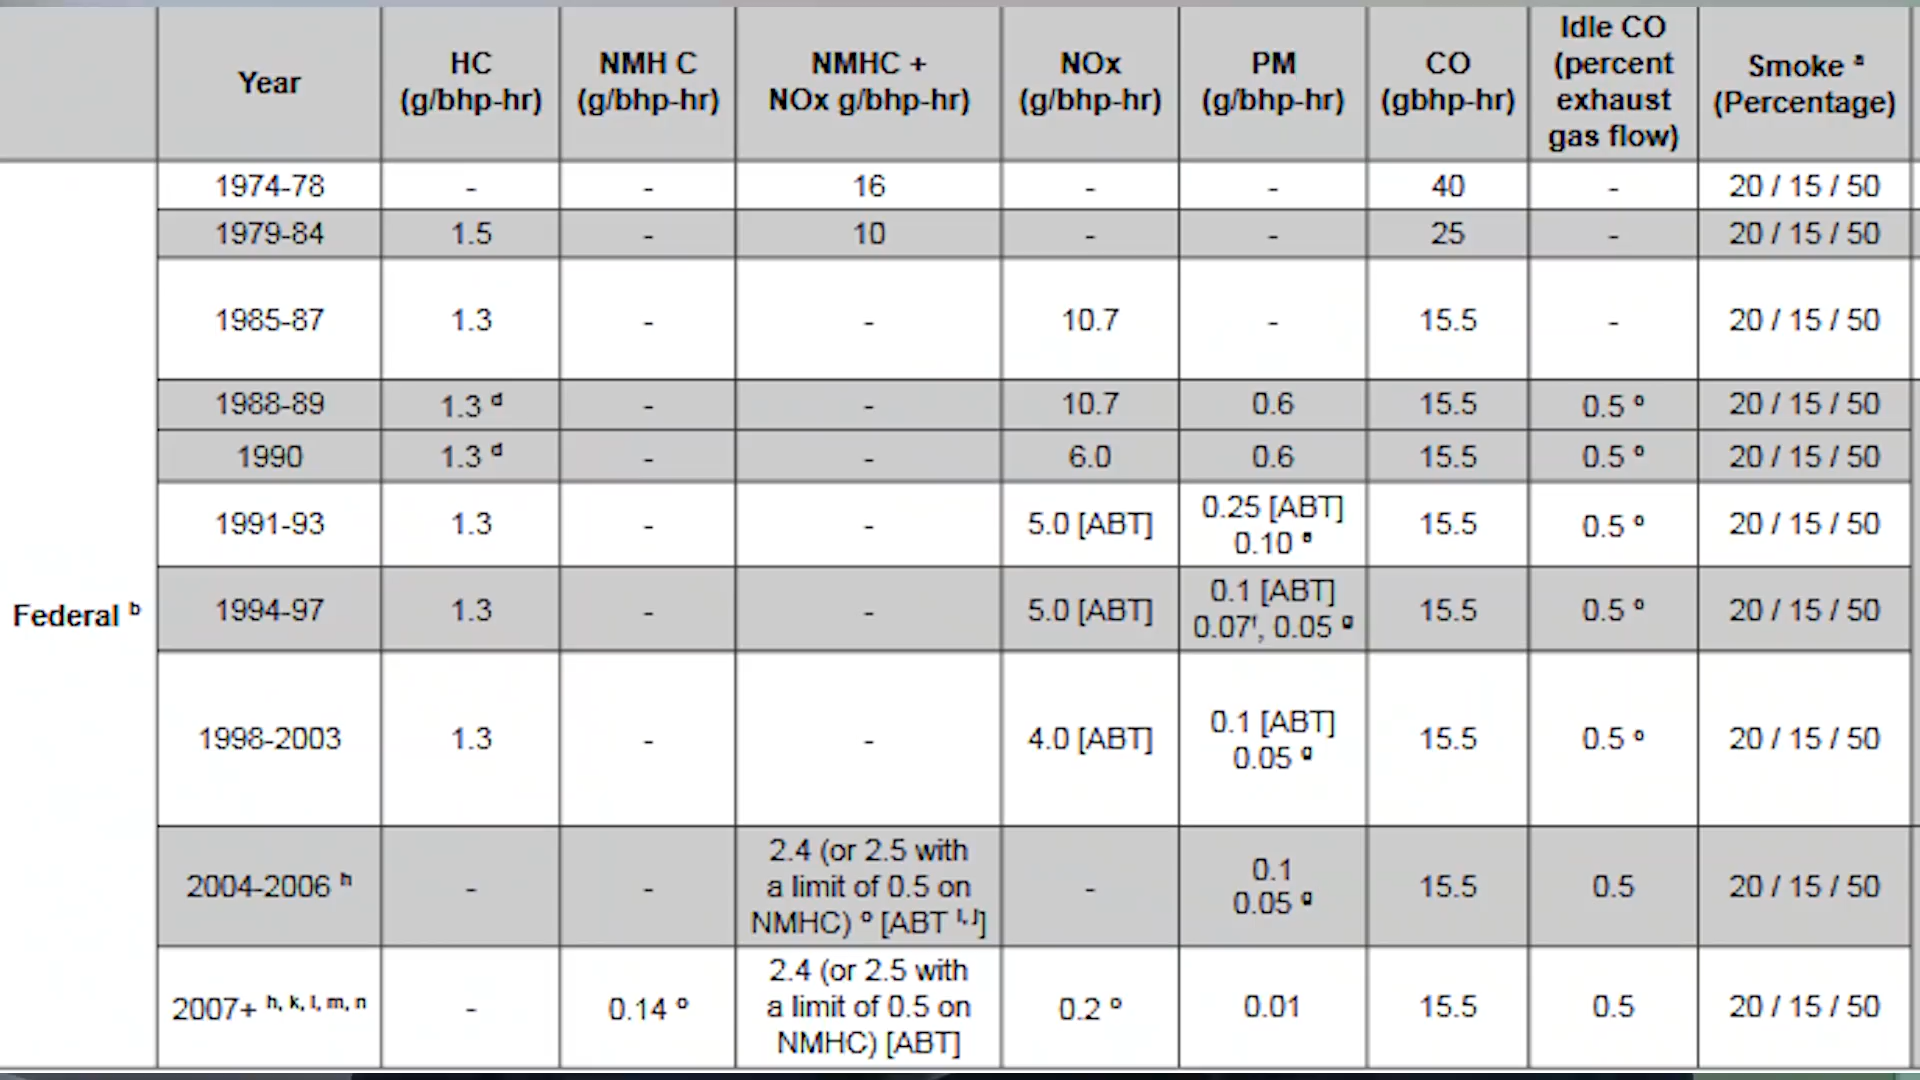 Year | HC (g/bhp-hr) | NMH C (g/bhp-hr) | NMHC + NOx g/bhp-hr) | NOx (g/bhp-hr) | PM (g/bhp-hr) | CO (gbhp-hr) | Idle CO (percent exhaust gas flow) | Smoke ᵃ (Percentage)
Federal ᵇ
1974-78 | - | - | 16 | - | - | 40 | - | 20 / 15 / 50
1979-84 | 1.5 | - | 10 | - | - | 25 | - | 20 / 15 / 50
1985-87 | 1.3 | - | - | 10.7 | - | 15.5 | - | 20 / 15 / 50
1988-89 | 1.3 ᵈ | - | - | 10.7 | 0.6 | 15.5 | 0.5 ᵒ | 20 / 15 / 50
1990 | 1.3 ᵈ | - | - | 6.0 | 0.6 | 15.5 | 0.5 ᵒ | 20 / 15 / 50
1991-93 | 1.3 | - | - | 5.0 [ABT] | 0.25 [ABT] 0.10 | 15.5 | 0.5 ᵒ | 20 / 15 / 50
1994-97 | 1.3 | - | - | 5.0 [ABT] | 0.1 [ABT] 0.07ᶠ, 0.05 ᵍ | 15.5 | 0.5 ᵒ | 20 / 15 / 50
1998-2003 | 1.3 | - | - | 4.0 [ABT] | 0.1 [ABT] 0.05 ᵍ | 15.5 | 0.5 ᵒ | 20 / 15 / 50
2004-2006 ʰ | - | - | 2.4 (or 2.5 with a limit of 0.5 on NMHC) ᵒ [ABT ⁱ,ʲ] | - | 0.1 0.05 ᵍ | 15.5 | 0.5 | 20 / 15 / 50
2007+ ʰ, ᵏ, ˡ, ᵐ, ⁿ | - | 0.14 ᵒ | 2.4 (or 2.5 with a limit of 0.5 on NMHC) [ABT] | 0.2 ᵒ | 0.01 | 15.5 | 0.5 | 20 / 15 / 50